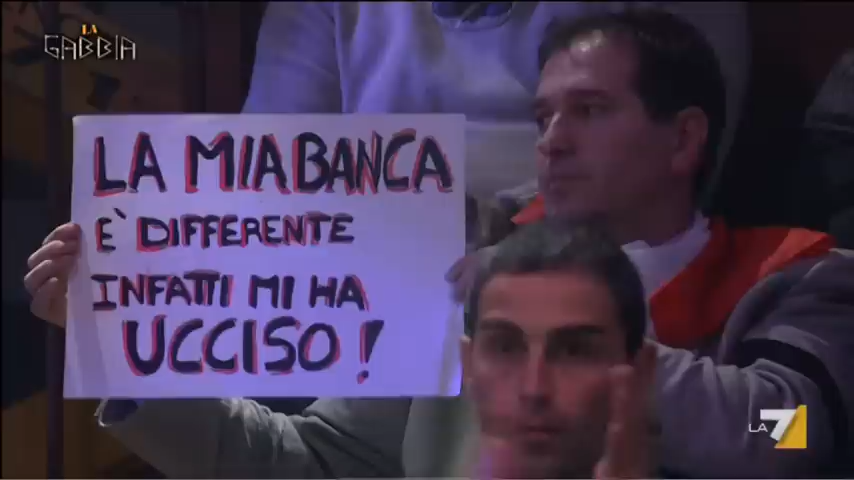 LA
GABBIA
LA MIA BANCA
E' DIFFERENTE
INFATTI MI HA
UCCISO!
LA7